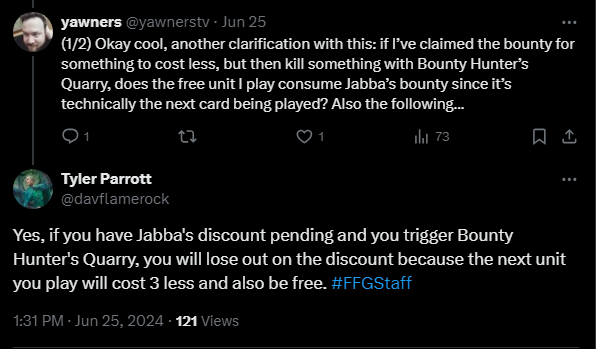 yawners @yawnerstv · Jun 25
(1/2) Okay cool, another clarification with this: if I've claimed the bounty for
something to cost less, but then kill something with Bounty Hunter's
Quarry, does the free unit I play consume Jabba's bounty since it's
technically the next card being played? Also the following...
1 1 73
Tyler Parrott
@davflamerock
Yes, if you have Jabba's discount pending and you trigger Bounty
Hunter's Quarry, you will lose out on the discount because the next unit
you play will cost 3 less and also be free. #FFGStaff
1:31 PM · Jun 25, 2024 · 121 Views